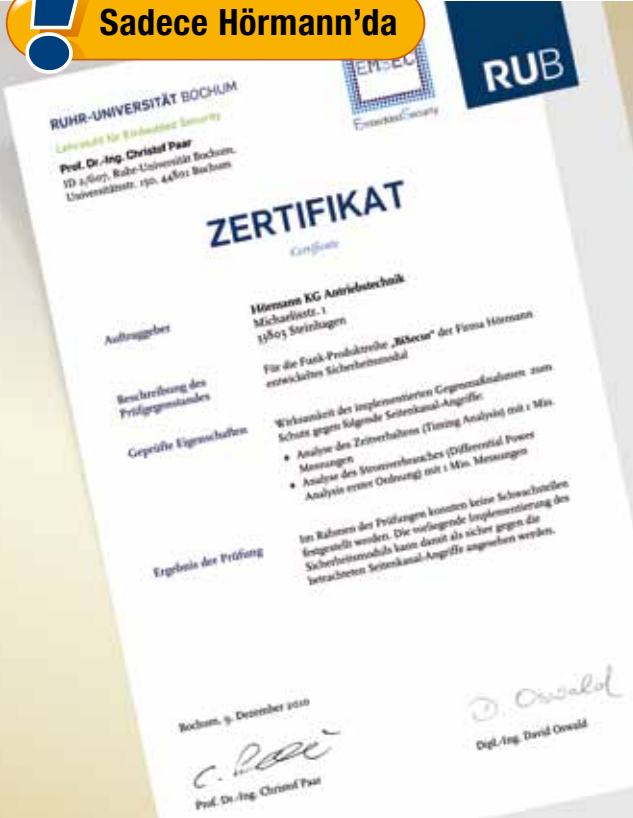 Sadece Hörmann'da
EMSEC
Embedded Security
RUB
RUHR-UNIVERSITÄT BOCHUM
Lehrstuhl für Embedded Security
Prof. Dr.-Ing. Christof Paar
ID 2/607, Ruhr-Universität Bochum,
Universitätsstr. 150, 44801 Bochum
ZERTIFIKAT
Certificate
Auftraggeber
Hörmann KG Antriebstechnik
Michaelisstr. 1
33803 Steinhagen
Beschreibung des
Prüfgegenstandes
Für die Funk-Produktreihe „BiSecur" der Firma Hörmann
entwickeltes Sicherheitsmodul
Geprüfte Eigenschaften
Wirksamkeit der implementierten Gegenmaßnahmen zum
Schutz gegen folgende Seitenkanal-Angriffe:
• Analyse des Zeitverhaltens (Timing Analysis) mit 1 Mio.
Messungen
• Analyse des Stromverbrauches (Differential Power
Analysis erster Ordnung) mit 1 Mio. Messungen
Ergebnis der Prüfung
Im Rahmen der Prüfungen konnten keine Schwachstellen
festgestellt werden. Die vorliegende Implementierung des
Sicherheitsmoduls kann damit als sicher gegen die
betrachteten Seitenkanal-Angriffe angesehen werden.
Bochum, 9. Dezember 2010
D. Oswald
Prof. Dr.-Ing. Christof Paar
Dipl.-Ing. David Oswald